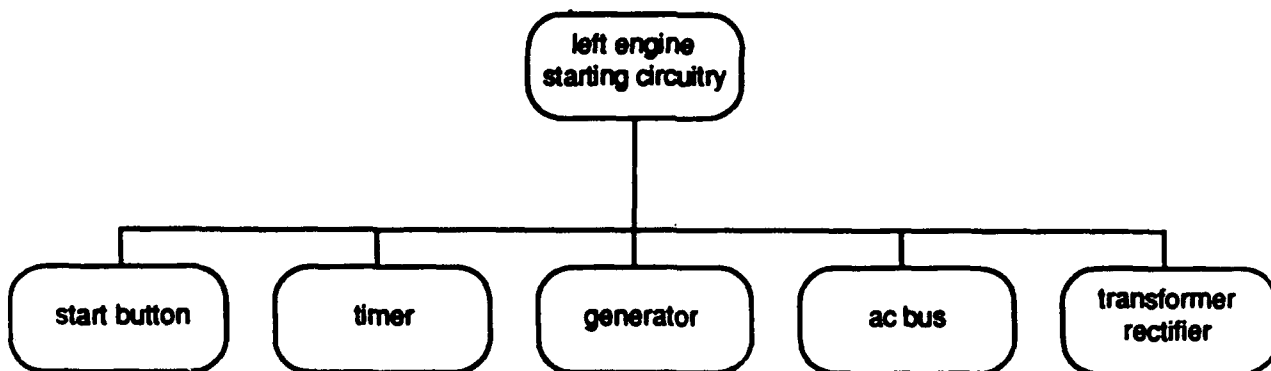 left engine
starting circuitry
start button
timer
generator
ac bus
transformer
rectifier